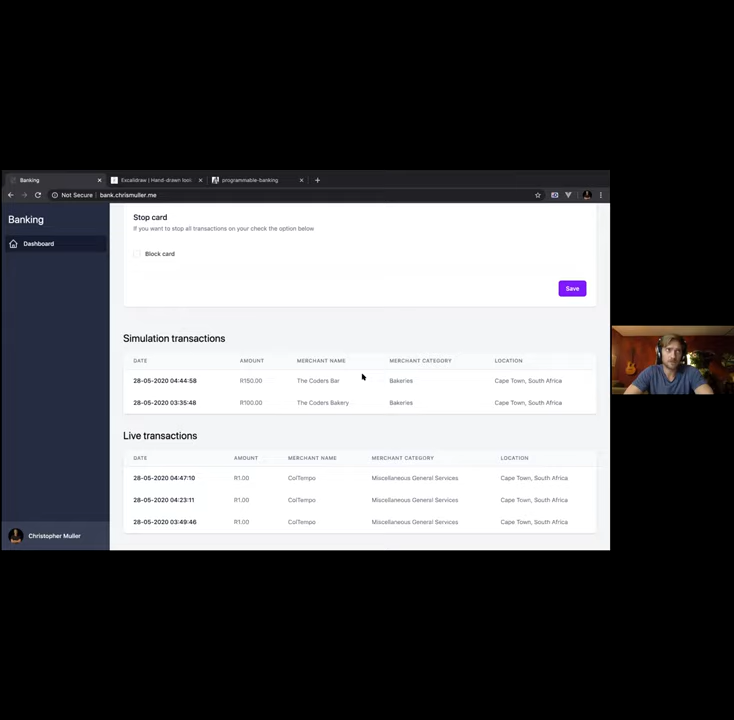 Banking
Excalidraw | Hand-drawn look
programmable-banking
Not Secure | bank.chrismuller.me
Banking
Dashboard
Stop card
If you want to stop all transactions on your check the option below
Block card
Save
Simulation transactions
DATE AMOUNT MERCHANT NAME MERCHANT CATEGORY LOCATION
28-05-2020 04:44:58 R150.00 The Coders Bar Bakeries Cape Town, South Africa
28-05-2020 03:35:48 R100.00 The Coders Bakery Bakeries Cape Town, South Africa
Live transactions
DATE AMOUNT MERCHANT NAME MERCHANT CATEGORY LOCATION
28-05-2020 04:47:10 R1.00 ColTempo Miscellaneous General Services Cape Town, South Africa
28-05-2020 04:23:11 R1.00 ColTempo Miscellaneous General Services Cape Town, South Africa
28-05-2020 03:49:46 R1.00 ColTempo Miscellaneous General Services Cape Town, South Africa
Christopher Muller